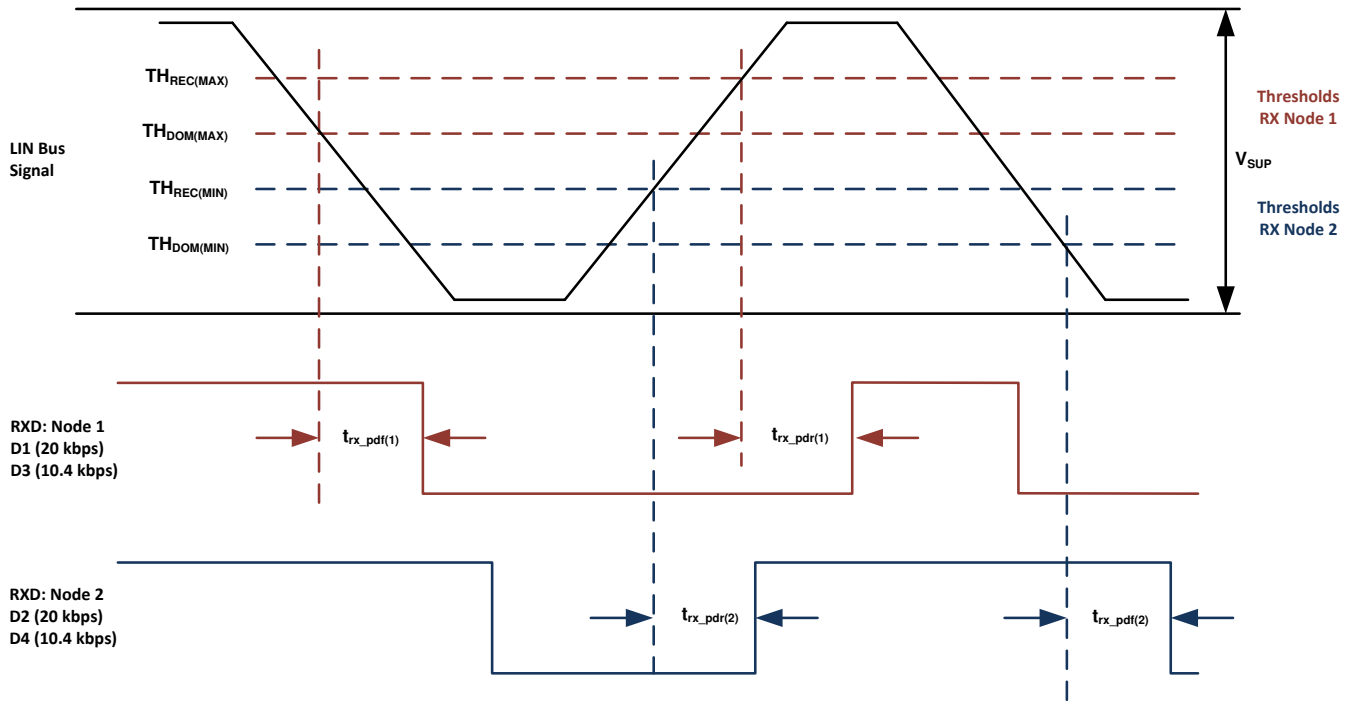 TH_REC(MAX)
TH_DOM(MAX)
TH_REC(MIN)
TH_DOM(MIN)
LIN Bus
Signal
Thresholds
RX Node 1
V_SUP
Thresholds
RX Node 2
RXD: Node 1
D1 (20 kbps)
D3 (10.4 kbps)
t_rx_pdf(1)
t_rx_pdr(1)
RXD: Node 2
D2 (20 kbps)
D4 (10.4 kbps)
t_rx_pdr(2)
t_rx_pdf(2)